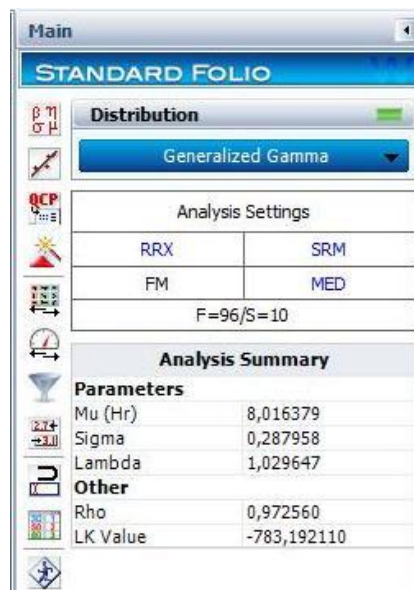 Main
STANDARD FOLIO
β η
σ μ
Distribution
Generalized Gamma
QCP
Analysis Settings
RRX SRM
FM MED
F=96/S=10
Analysis Summary
Parameters
Mu (Hr) 8,016379
Sigma 0,287958
Lambda 1,029647
Other
Rho 0,972560
LK Value -783,192110